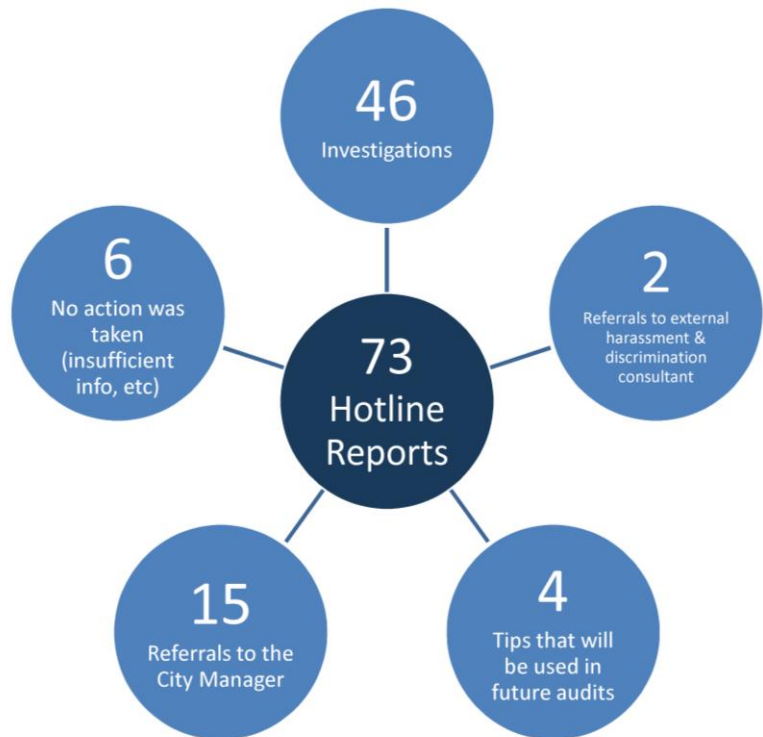 46
Investigations
6
No action was
taken
(insufficient
info, etc)
2
Referrals to external
harassment &
discrimination
consultant
73
Hotline
Reports
15
Referrals to the
City Manager
4
Tips that will
be used in
future audits